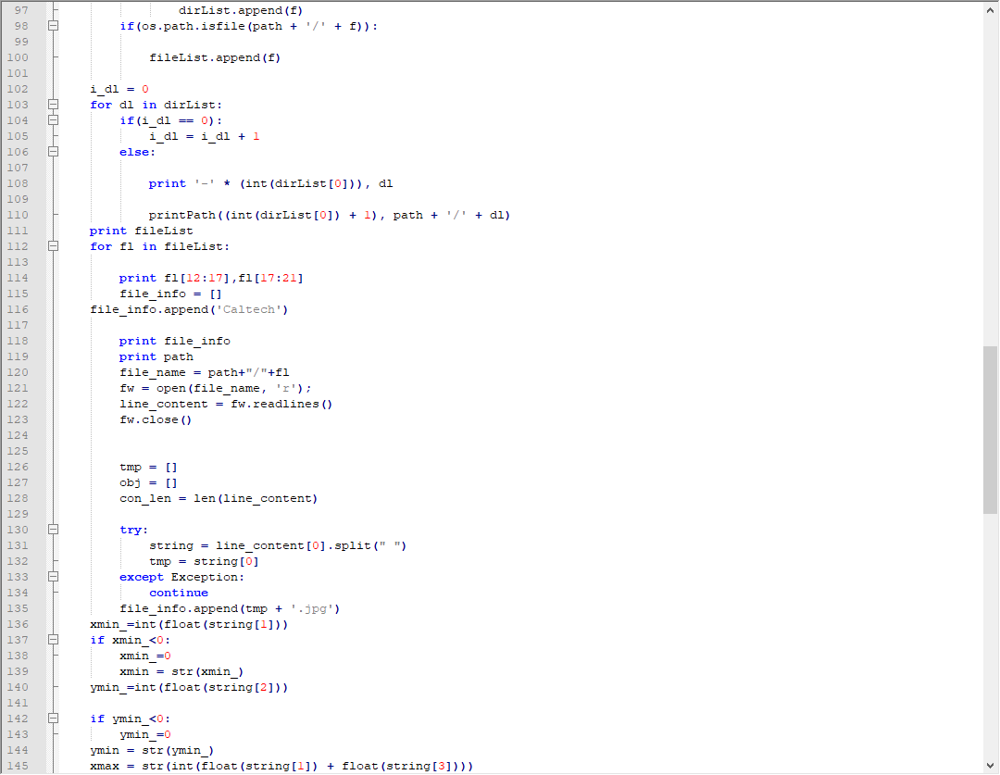 97 dirList.append(f)
98 if(os.path.isfile(path + '/' + f)):
99
100 fileList.append(f)
101
102 i_dl = 0
103 for dl in dirList:
104 if(i_dl == 0):
105 i_dl = i_dl + 1
106 else:
107
108 print '-' * (int(dirList[0])), dl
109
110 printPath((int(dirList[0]) + 1), path + '/' + dl)
111 print fileList
112 for fl in fileList:
113
114 print fl[12:17],fl[17:21]
115 file_info = []
116 file_info.append('Caltech')
117
118 print file_info
119 print path
120 file_name = path+"/"+fl
121 fw = open(file_name, 'r');
122 line_content = fw.readlines()
123 fw.close()
124
125
126 tmp = []
127 obj = []
128 con_len = len(line_content)
129
130 try:
131 string = line_content[0].split(" ")
132 tmp = string[0]
133 except Exception:
134 continue
135 file_info.append(tmp + '.jpg')
136 xmin_=int(float(string[1]))
137 if xmin_<0:
138 xmin_=0
139 xmin = str(xmin_)
140 ymin_=int(float(string[2]))
141
142 if ymin_<0:
143 ymin_=0
144 ymin = str(ymin_)
145 xmax = str(int(float(string[1]) + float(string[3])))